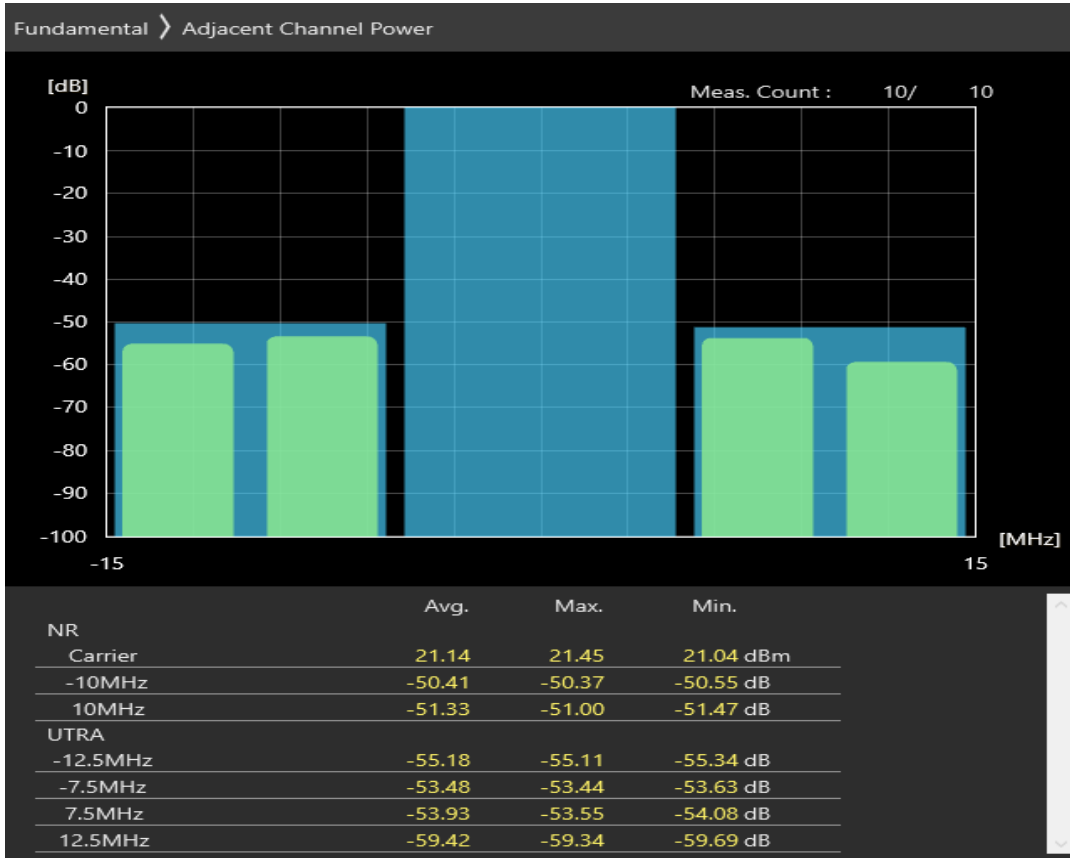 Fundamental ❯ Adjacent Channel Power
[dB]
Meas. Count : 10/ 10
0
-10
-20
-30
-40
-50
-60
-70
-80
-90
-100
[MHz]
-15 15
Avg. Max. Min.
NR
Carrier 21.14 21.45 21.04 dBm
-10MHz -50.41 -50.37 -50.55 dB
10MHz -51.33 -51.00 -51.47 dB
UTRA
-12.5MHz -55.18 -55.11 -55.34 dB
-7.5MHz -53.48 -53.44 -53.63 dB
7.5MHz -53.93 -53.55 -54.08 dB
12.5MHz -59.42 -59.34 -59.69 dB